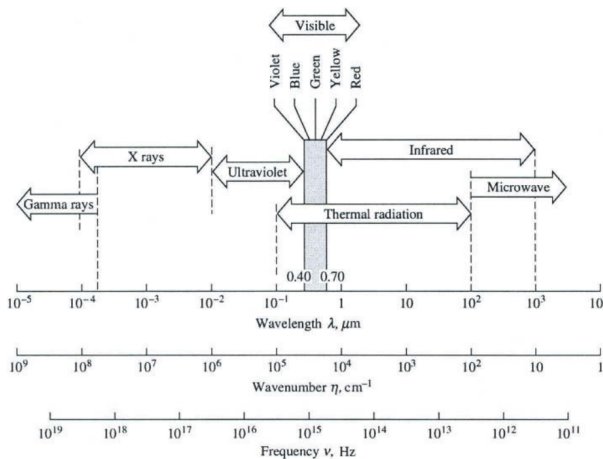 Visible
Violet
Blue
Green
Yellow
Red
X rays
Infrared
Ultraviolet
Microwave
Gamma rays
Thermal radiation
0.40 0.70
10⁻⁵ 10⁻⁴ 10⁻³ 10⁻² 10⁻¹ 1 10 10² 10³ 10⁴
Wavelength λ, μm
10⁹ 10⁸ 10⁷ 10⁶ 10⁵ 10⁴ 10³ 10² 10 1
Wavenumber η, cm⁻¹
10¹⁹ 10¹⁸ 10¹⁷ 10¹⁶ 10¹⁵ 10¹⁴ 10¹³ 10¹² 10¹¹
Frequency ν, Hz